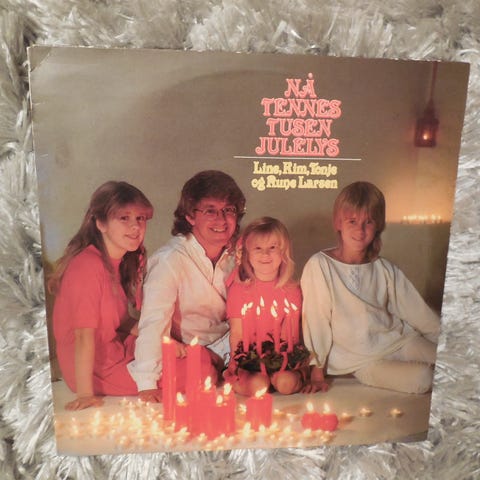 NÅ
TENNES
TUSEN
JULELYS
Line, Kim, Tonje
og Rune Larsen